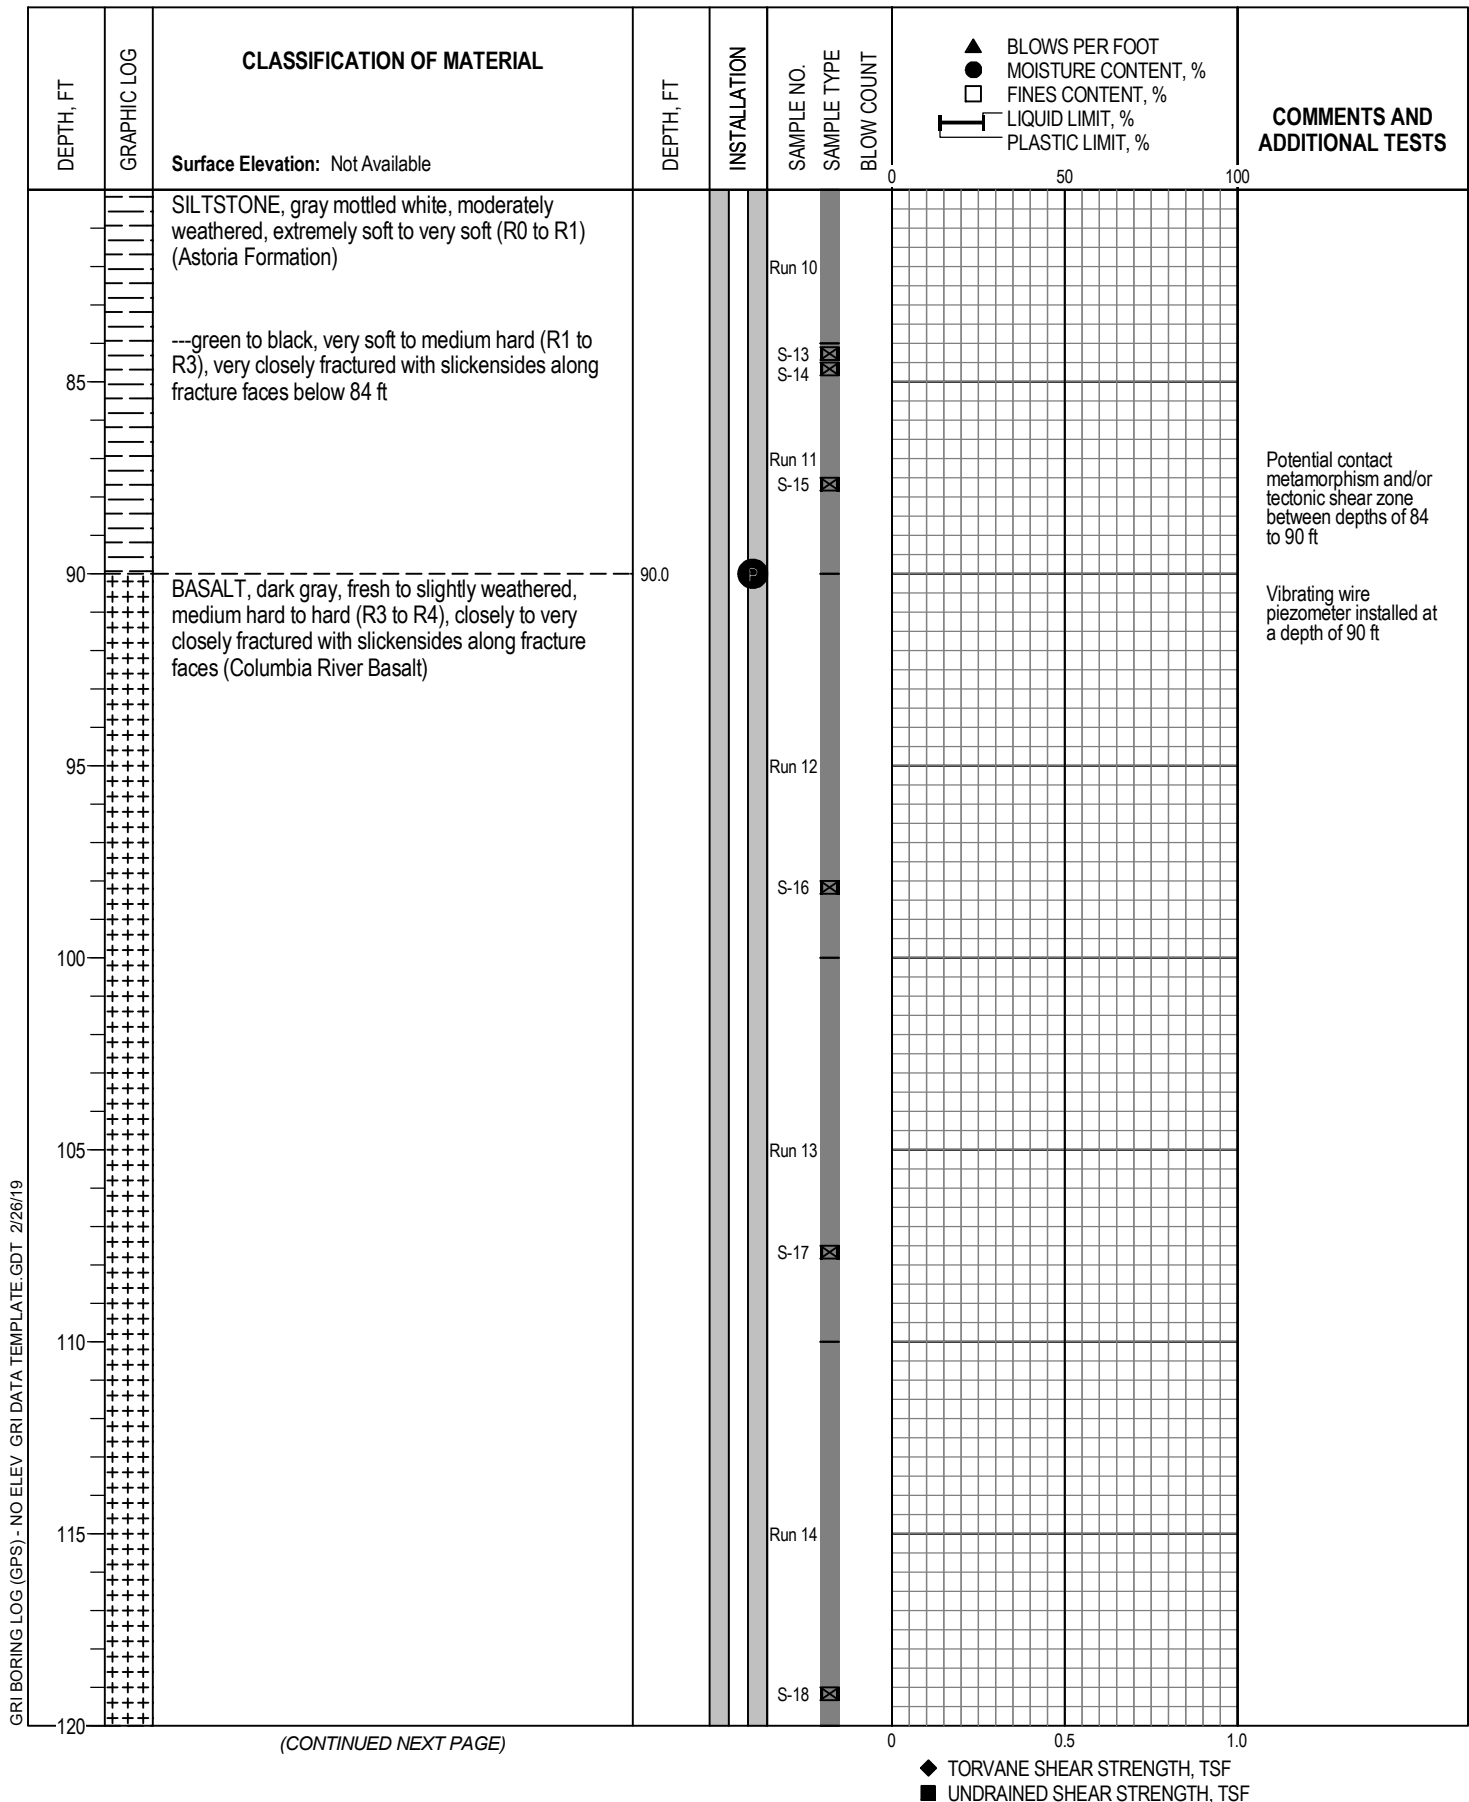 DEPTH, FT
GRAPHIC LOG
CLASSIFICATION OF MATERIAL
Surface Elevation: Not Available
DEPTH, FT
INSTALLATION
SAMPLE NO.
SAMPLE TYPE
BLOW COUNT
▲ BLOWS PER FOOT
● MOISTURE CONTENT, %
□ FINES CONTENT, %
LIQUID LIMIT, %
PLASTIC LIMIT, %
0 50 100
COMMENTS AND
ADDITIONAL TESTS
SILTSTONE, gray mottled white, moderately
weathered, extremely soft to very soft (R0 to R1)
(Astoria Formation)
Run 10
---green to black, very soft to medium hard (R1 to
R3), very closely fractured with slickensides along
fracture faces below 84 ft
S-13
S-14
85
Run 11
S-15
Potential contact
metamorphism and/or
tectonic shear zone
between depths of 84
to 90 ft
90
90.0
P
BASALT, dark gray, fresh to slightly weathered,
medium hard to hard (R3 to R4), closely to very
closely fractured with slickensides along fracture
faces (Columbia River Basalt)
Vibrating wire
piezometer installed at
a depth of 90 ft
95
Run 12
S-16
100
105
Run 13
S-17
110
115
Run 14
S-18
120
(CONTINUED NEXT PAGE)
0 0.5 1.0
◆ TORVANE SHEAR STRENGTH, TSF
■ UNDRAINED SHEAR STRENGTH, TSF
GRI BORING LOG (GPS) - NO ELEV GRI DATA TEMPLATE.GDT 2/26/19